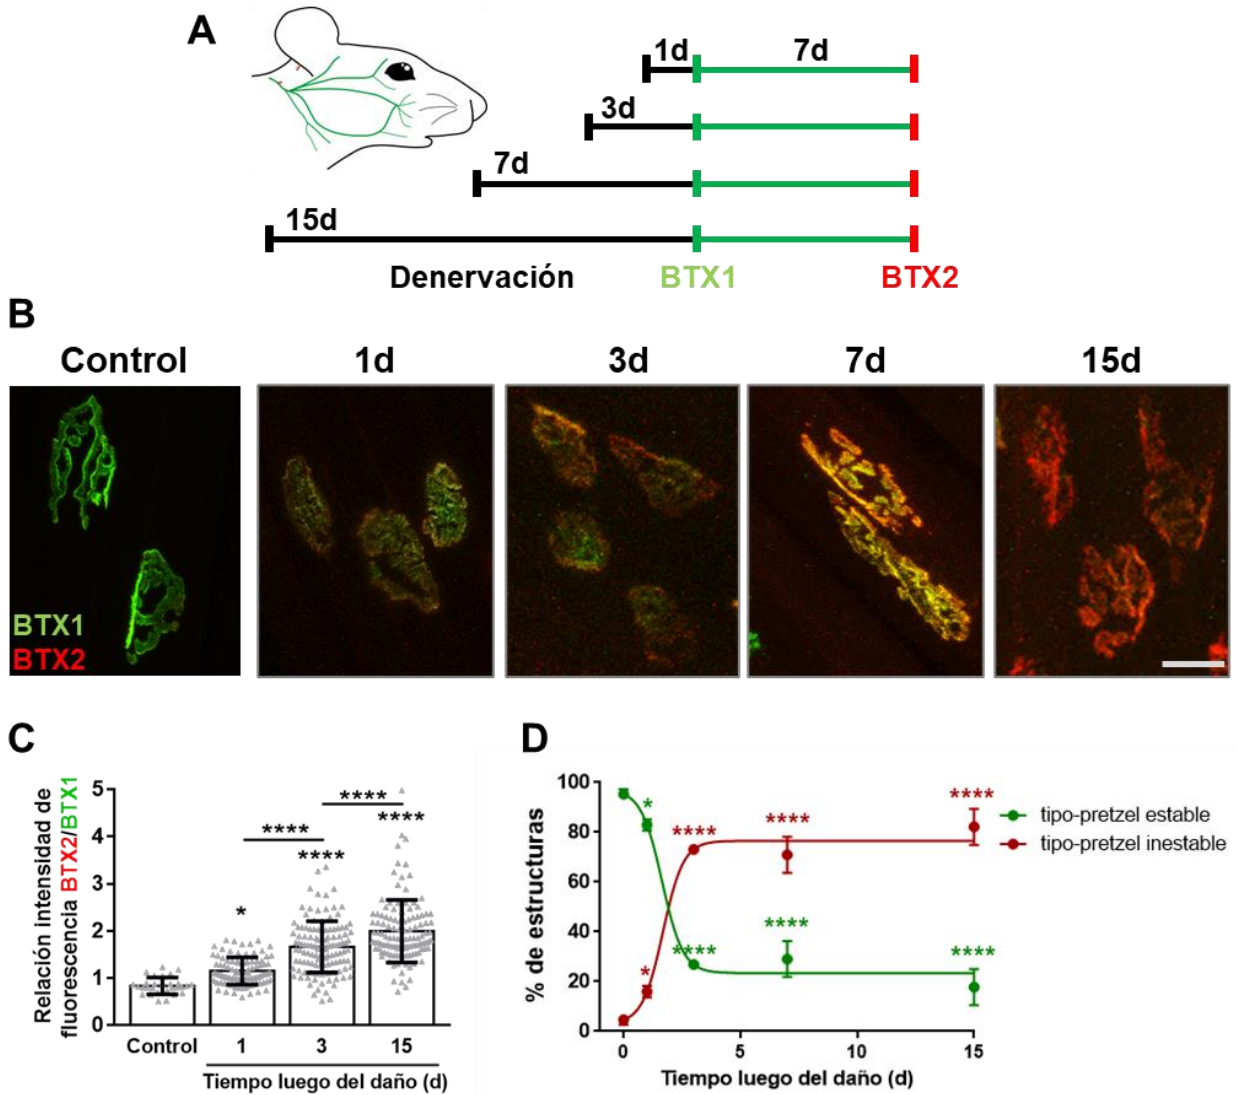 A
1d
7d
3d
7d
15d
Denervación
BTX1
BTX2
B
Control
1d
3d
7d
15d
BTX1
BTX2
C
Relación intensidad de
fluorescencia BTX2/BTX1
5
4
3
2
1
0
*
****
****
****
****
Control
1
3
15
Tiempo luego del daño (d)
D
% de estructuras
100
80
60
40
20
0
*
****
****
****
*
****
****
****
0
5
10
15
Tiempo luego del daño (d)
tipo-pretzel estable
tipo-pretzel inestable